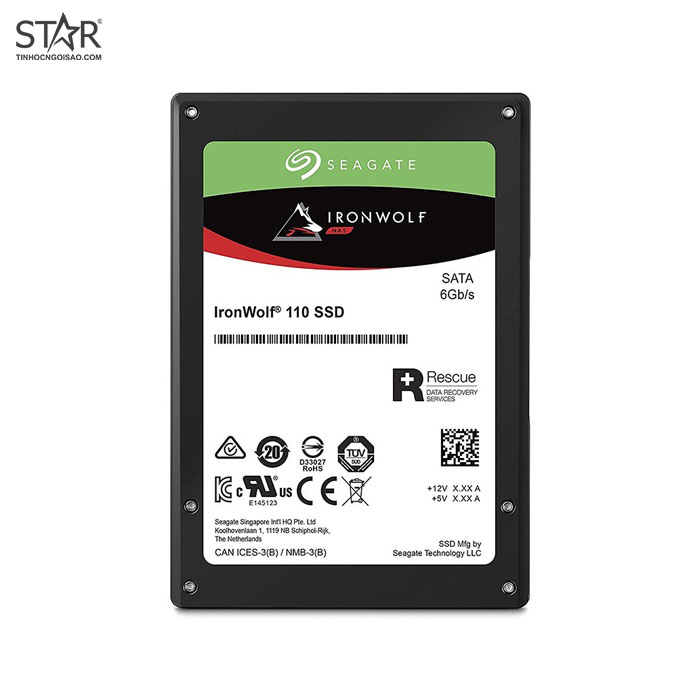 STAR®
TINHOCNGOISAO.COM
SEAGATE
IRONWOLF
NAS
SATA
6Gb/s
IronWolf® 110 SSD
Rescue
DATA RECOVERY
SERVICES
20
D33027
RoHS
TÜV
SÜD
c UL US
E145123
CE
+12V X.XX A
+5V X.XX A
Seagate Singapore Int'l HQ Pte. Ltd
Koolhovenlaan 1, 1119 NB Schiphol-Rijk,
The Netherlands
CAN ICES-3(B) / NMB-3(B)
SSD Mfg by
Seagate Technology LLC